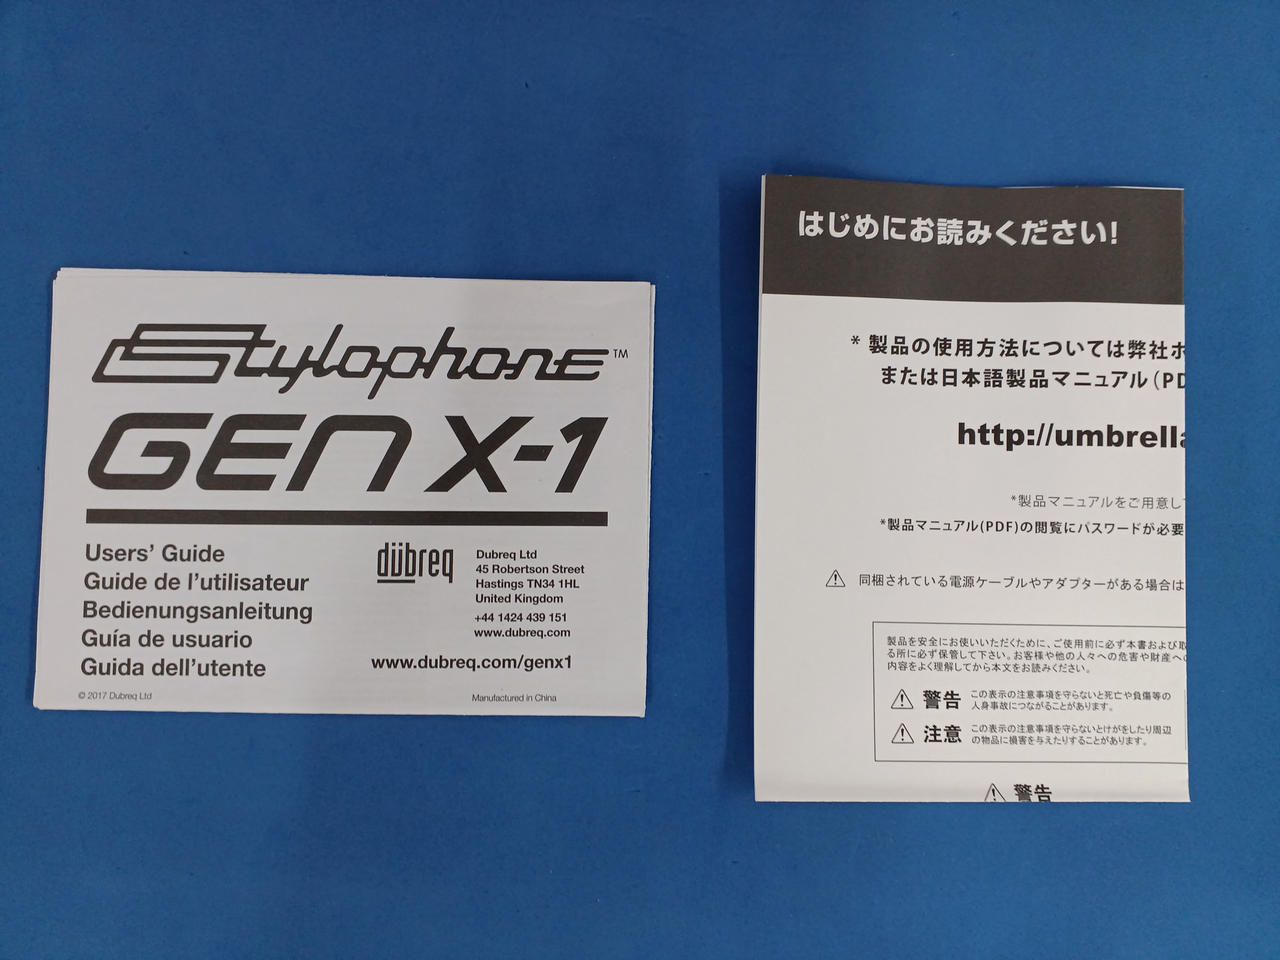 Stylophone™
GEN X-1
Users' Guide
Guide de l'utilisateur
Bedienungsanleitung
Guía de usuario
Guida dell'utente
© 2017 Dubreq Ltd
dübreq
Dubreq Ltd
45 Robertson Street
Hastings TN34 1HL
United Kingdom
+44 1424 439 151
www.dubreq.com
www.dubreq.com/genx1
Manufactured in China
はじめにお読みください!
* 製品の使用方法については弊社ホ
または日本語製品マニュアル(PD
http://umbrella
*製品マニュアルをご用意し
*製品マニュアル(PDF)の閲覧にパスワードが必要
⚠ 同梱されている電源ケーブルやアダプターがある場合は
製品を安全にお使いいただくために、ご使用前に必ず本書および取
る所に必ず保管して下さい。お客様や他の人々への危害や財産への
内容をよく理解してから本文をお読みください。
⚠ 警告 この表示の注意事項を守らないと死亡や負傷等の
人身事故につながることがあります。
⚠ 注意 この表示の注意事項を守らないとけがをしたり周辺
の物品に損害を与えたりすることがあります。
⚠ 警告